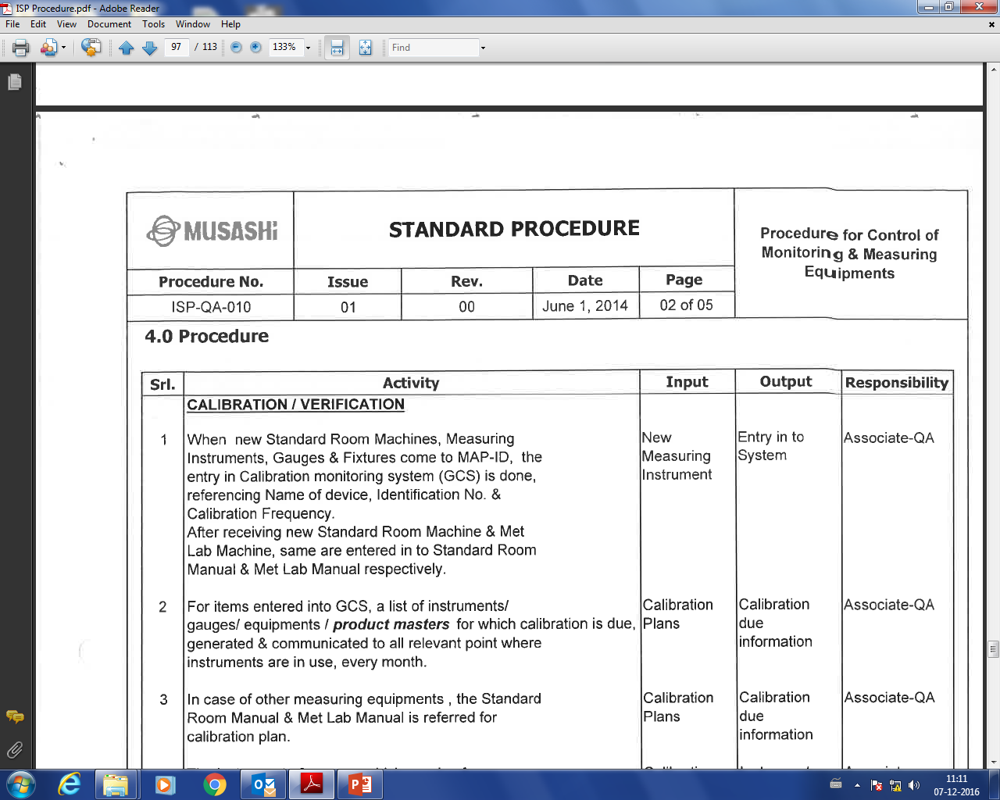 ISP Procedure.pdf - Adobe Reader
File Edit View Document Tools Window Help
97 / 113 133% Find
MUSASHi
STANDARD PROCEDURE
Procedure for Control of
Monitoring & Measuring
Equipments
Procedure No. Issue Rev. Date Page
ISP-QA-010 01 00 June 1, 2014 02 of 05
4.0 Procedure
Srl. Activity Input Output Responsibility
CALIBRATION / VERIFICATION
1 When new Standard Room Machines, Measuring New Entry in to Associate-QA
Instruments, Gauges & Fixtures come to MAP-ID, the Measuring System
entry in Calibration monitoring system (GCS) is done, Instrument
referencing Name of device, Identification No. &
Calibration Frequency.
After receiving new Standard Room Machine & Met
Lab Machine, same are entered in to Standard Room
Manual & Met Lab Manual respectively.
2 For items entered into GCS, a list of instruments/ Calibration Calibration Associate-QA
gauges/ equipments / product masters for which calibration is due, Plans due
generated & communicated to all relevant point where information
instruments are in use, every month.
3 In case of other measuring equipments , the Standard Calibration Calibration Associate-QA
Room Manual & Met Lab Manual is referred for Plans due
calibration plan. information
11:11
07-12-2016